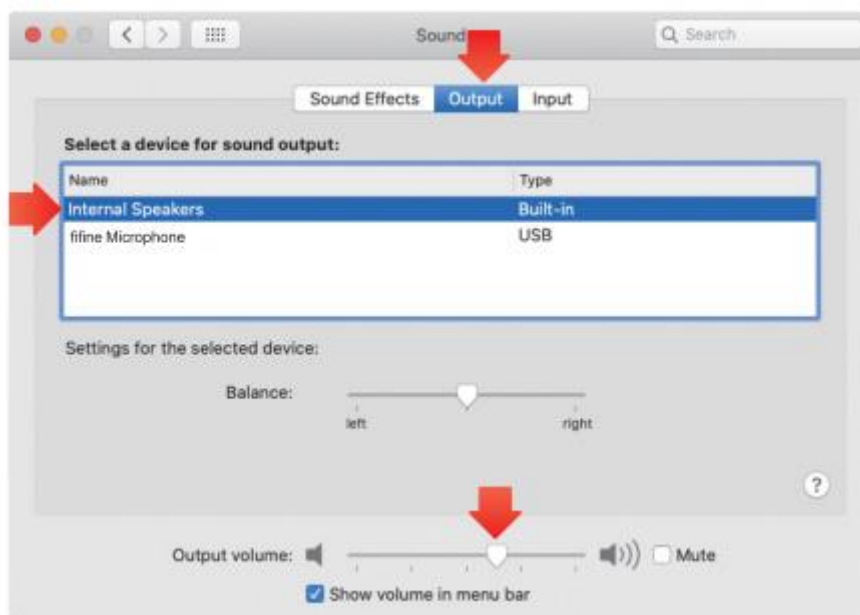 Sound
Search
Sound Effects Output Input
Select a device for sound output:
Name Type
Internal Speakers Built-in
fifine Microphone USB
Settings for the selected device:
Balance:
left right
?
Output volume: Mute
Show volume in menu bar